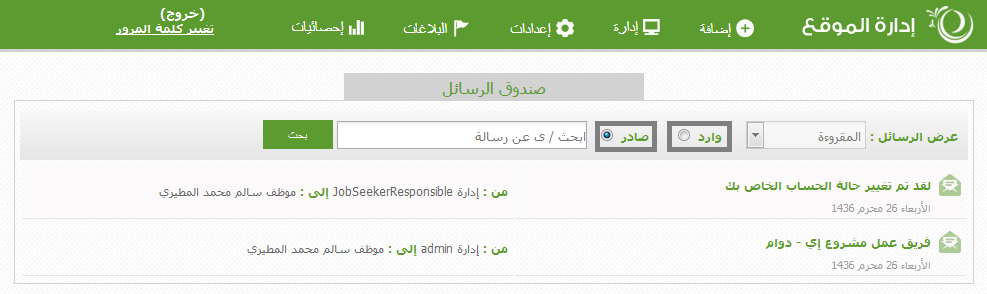 إدارة الموقع
إضافة
إدارة
إعدادات
البلاغات
إحصائيات
(خروج)
تغيير كلمة المرور
صندوق الرسائل
عرض الرسائل : المقروءة وارد صادر ابحث / ى عن رسالة بحث
لقد تم تغيير حالة الحساب الخاص بك
من : إدارة JobSeekerResponsible إلى : موظف سالم محمد المطيري
الأربعاء 26 محرم 1436
فريق عمل مشروع إي - دوام
من : إدارة admin إلى : موظف سالم محمد المطيري
الأربعاء 26 محرم 1436